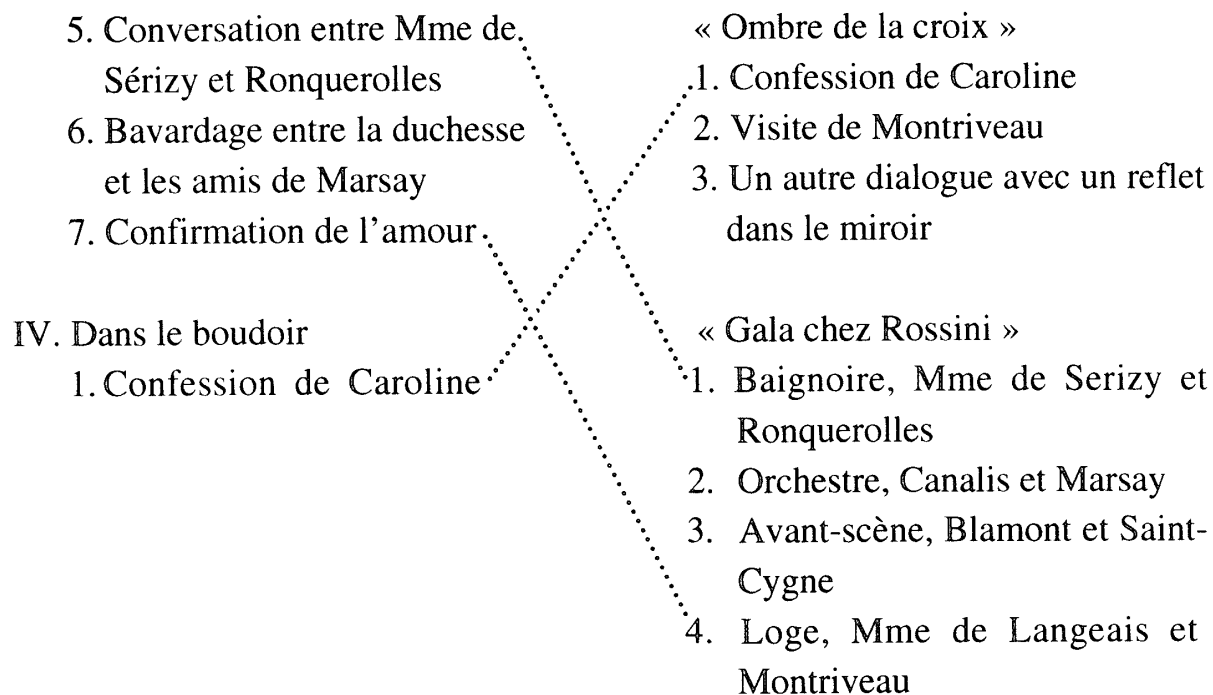 5. Conversation entre Mme de
Sérizy et Ronquerolles
6. Bavardage entre la duchesse
et les amis de Marsay
7. Confirmation de l'amour
IV. Dans le boudoir
1. Confession de Caroline
« Ombre de la croix »
1. Confession de Caroline
2. Visite de Montriveau
3. Un autre dialogue avec un reflet
dans le miroir
« Gala chez Rossini »
1. Baignoire, Mme de Serizy et
Ronquerolles
2. Orchestre, Canalis et Marsay
3. Avant-scène, Blamont et Saint-
Cygne
4. Loge, Mme de Langeais et
Montriveau